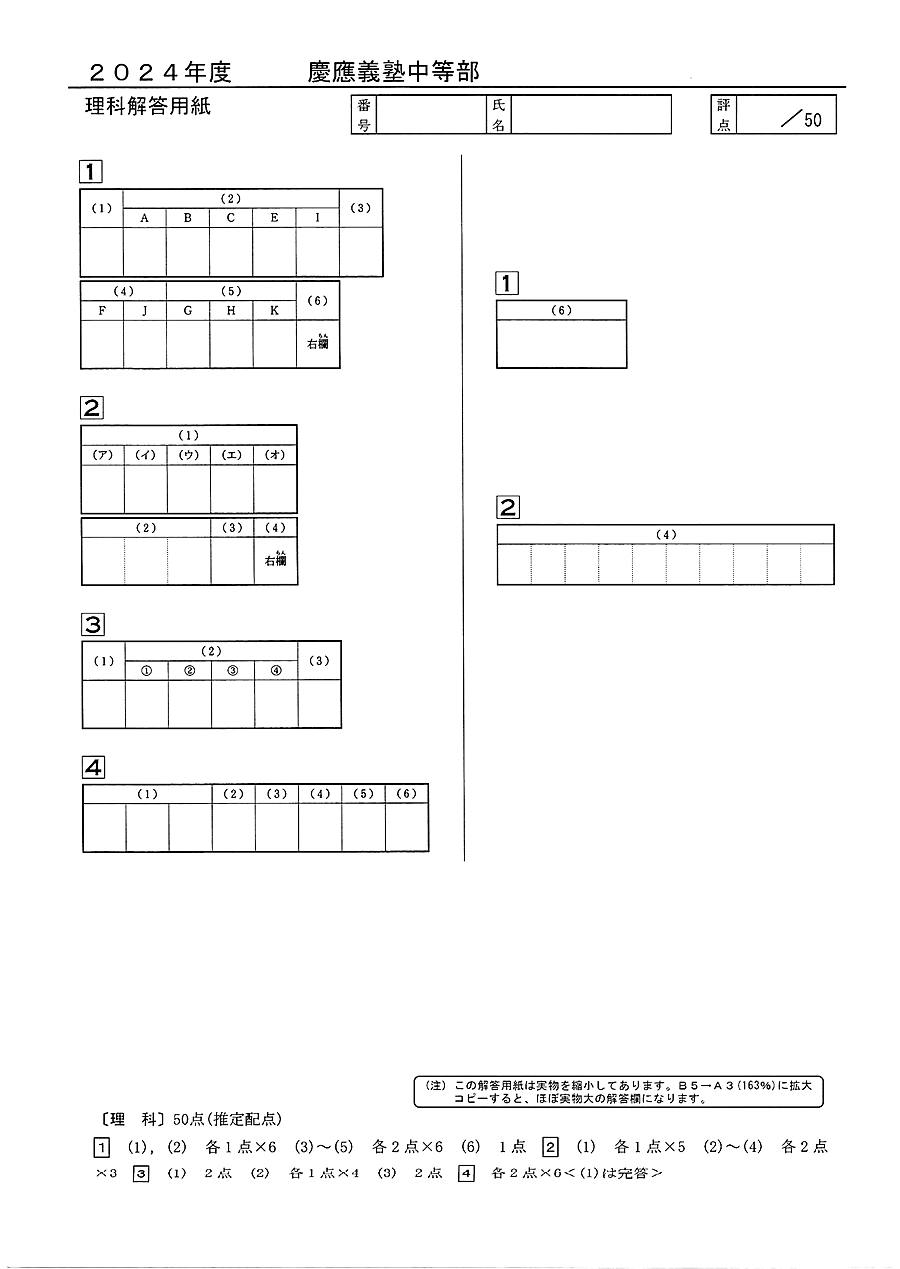 2024年度 慶應義塾中等部
理科解答用紙
番号 氏名
評点 ／50
1
(1) (2) (3)
A B C E I
(4) (5) (6)
F J G H K
らん
右欄
2
(1)
(ア) (イ) (ウ) (エ) (オ)
(2) (3) (4)
らん
右欄
3
(1) (2) (3)
① ② ③ ④
4
(1) (2) (3) (4) (5) (6)
1
(6)
2
(4)
(注) この解答用紙は実物を縮小してあります。B5→A3(163%)に拡大
コピーすると、ほぼ実物大の解答欄になります。
〔理 科〕50点(推定配点)
1 (1), (2) 各1点×6 (3)～(5) 各2点×6 (6) 1点 2 (1) 各1点×5 (2)～(4) 各2点
×3 3 (1) 2点 (2) 各1点×4 (3) 2点 4 各2点×6＜(1)は完答＞